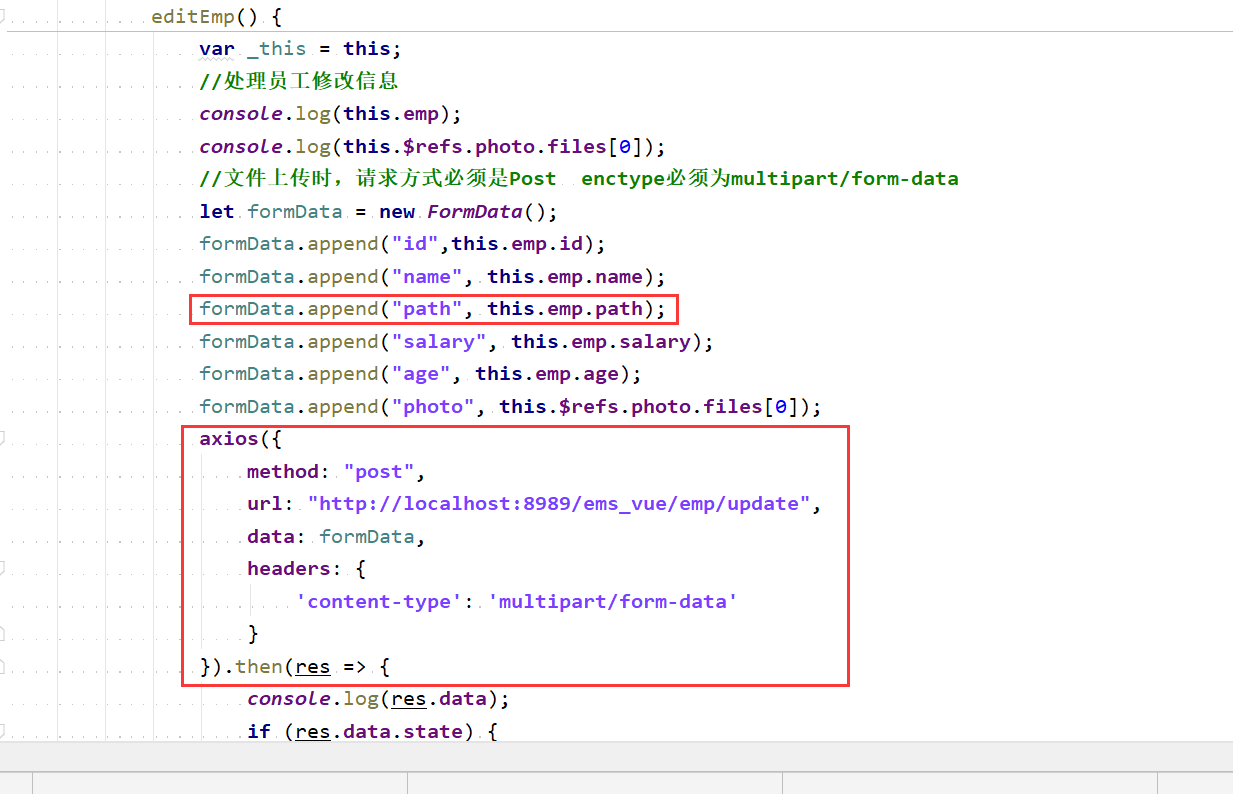 editEmp() {
var _this = this;
//处理员工修改信息
console.log(this.emp);
console.log(this.$refs.photo.files[0]);
//文件上传时，请求方式必须是Post  enctype必须为multipart/form-data
let formData = new FormData();
formData.append("id",this.emp.id);
formData.append("name", this.emp.name);
formData.append("path", this.emp.path);
formData.append("salary", this.emp.salary);
formData.append("age", this.emp.age);
formData.append("photo", this.$refs.photo.files[0]);
axios({
method: "post",
url: "http://localhost:8989/ems_vue/emp/update",
data: formData,
headers: {
'content-type': 'multipart/form-data'
}
}).then(res => {
console.log(res.data);
if (res.data.state) {